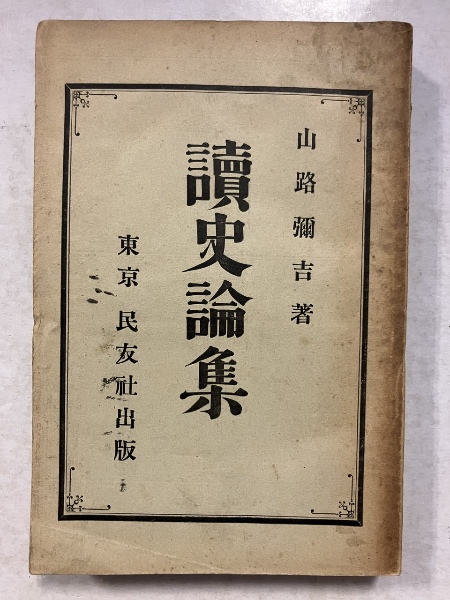 山路彌吉著
讀史論集
東京 民友社出版